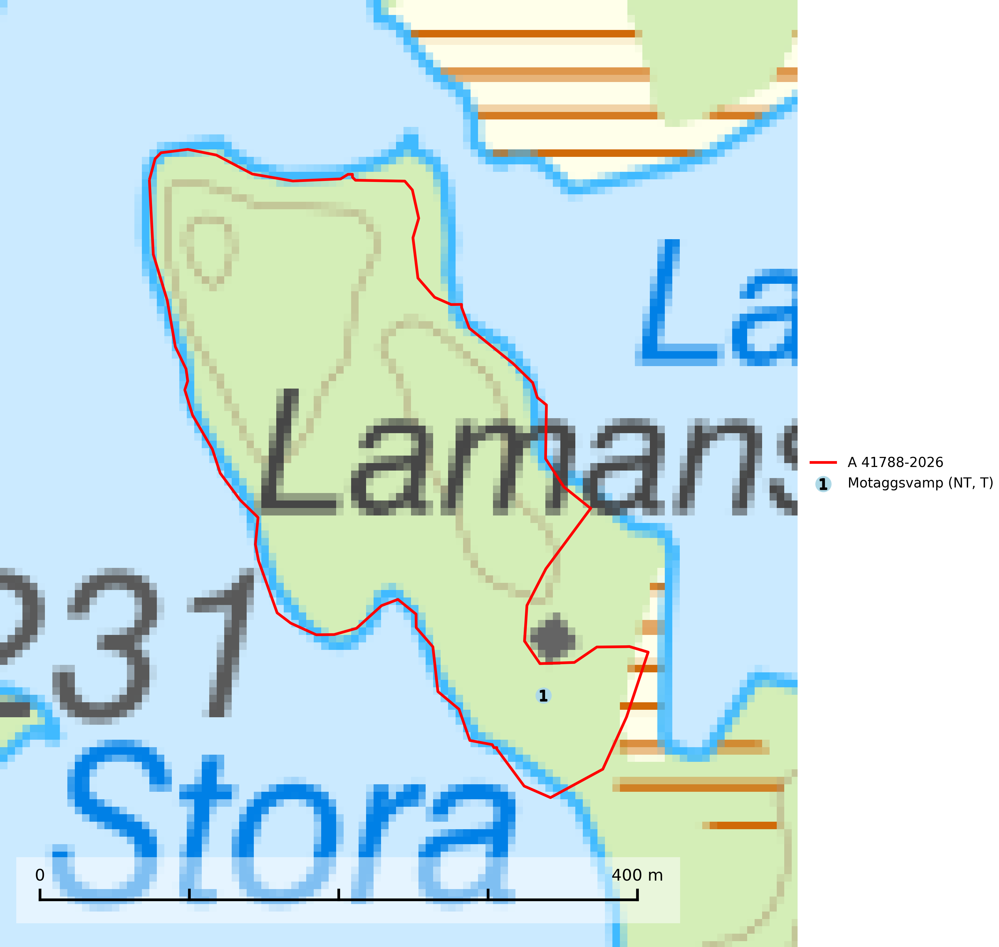 La
Lamans
231
1
Stora
0 400 m
A 41788-2026
1 Motaggsvamp (NT, T)